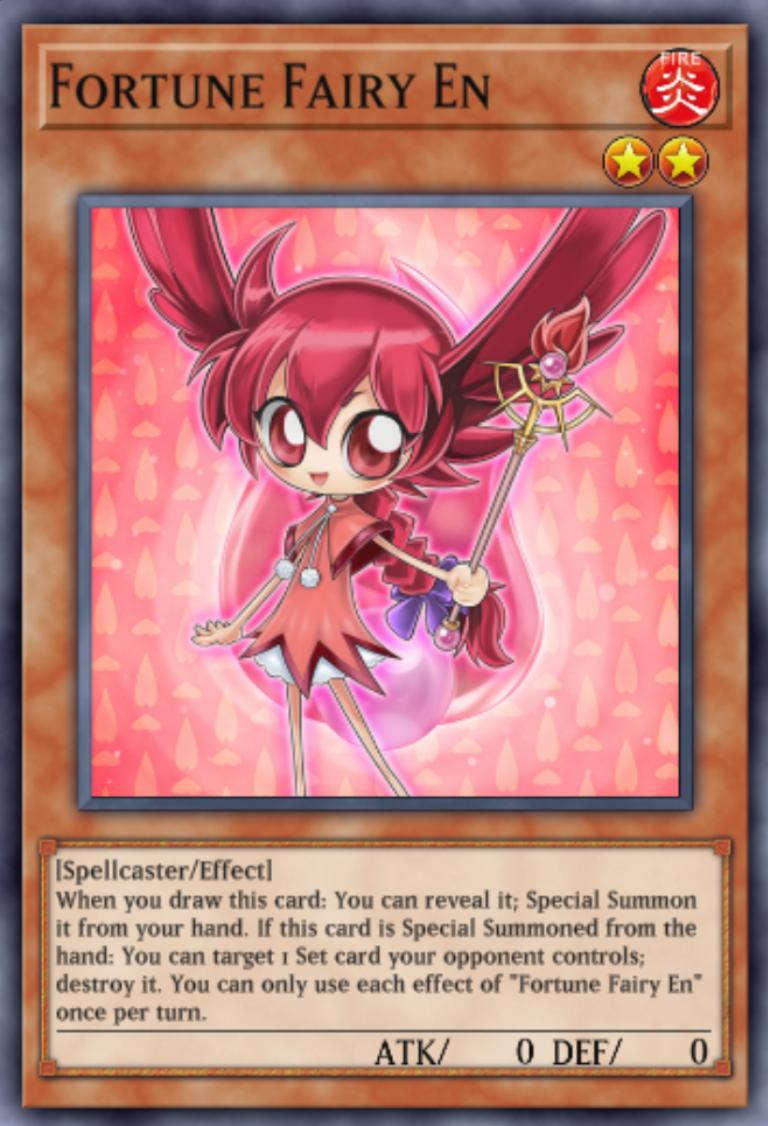 FORTUNE FAIRY EN
FIRE
炎
[Spellcaster/Effect]
When you draw this card: You can reveal it; Special Summon
it from your hand. If this card is Special Summoned from the
hand: You can target 1 Set card your opponent controls;
destroy it. You can only use each effect of "Fortune Fairy En"
once per turn.
ATK/ 0 DEF/ 0